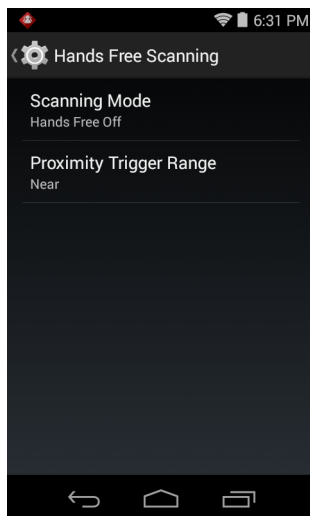 6:31 PM
Hands Free Scanning
Scanning Mode
Hands Free Off
Proximity Trigger Range
Near